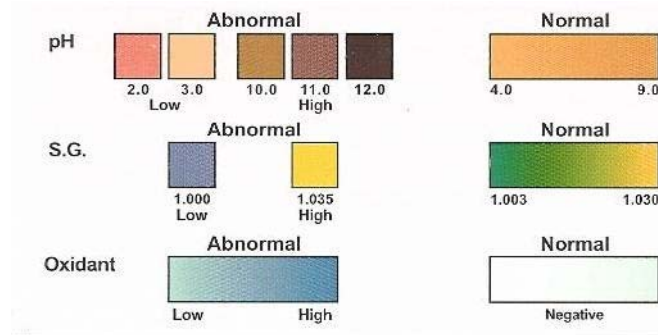 Abnormal Normal
pH
2.0 3.0 10.0 11.0 12.0 4.0 9.0
Low High
Abnormal Normal
S.G.
1.000 1.035 1.003 1.030
Low High
Abnormal Normal
Oxidant
Low High Negative